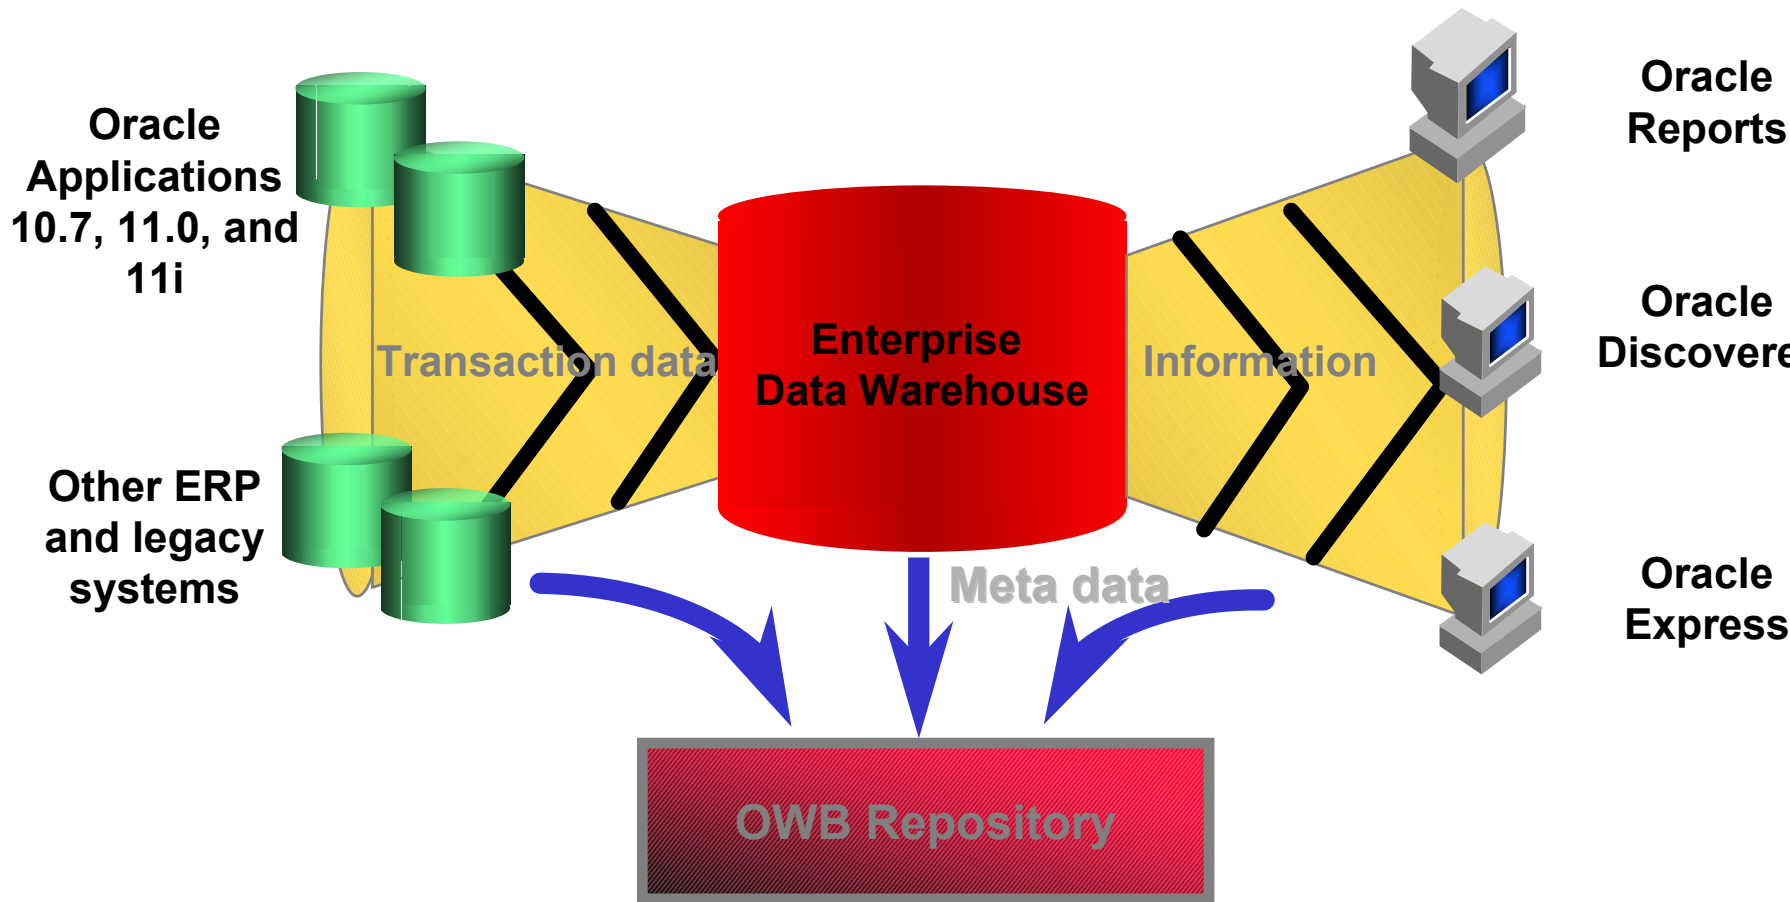 Oracle
Applications
10.7, 11.0, and
11i
Other ERP
and legacy
systems
Transaction data
Enterprise
Data Warehouse
Information
Meta data
OWB Repository
Oracle
Reports
Oracle
Discovere
Oracle
Express